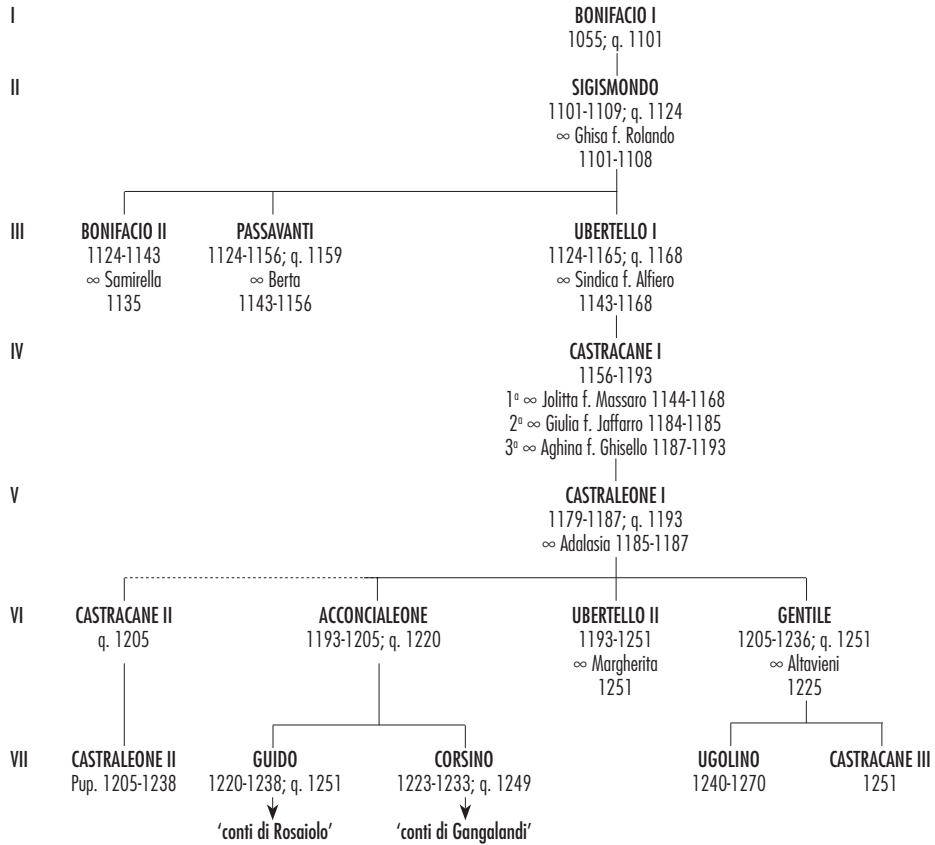 I
BONIFACIO I
1055; q. 1101
II
SIGISMONDO
1101-1109; q. 1124
∞ Ghisa f. Rolando
1101-1108
III
BONIFACIO II
1124-1143
∞ Samirella
1135
PASSAVANTI
1124-1156; q. 1159
∞ Berta
1143-1156
UBERTELLO I
1124-1165; q. 1168
∞ Sindica f. Alfiero
1143-1168
IV
CASTRACANE I
1156-1193
1ª ∞ Jolitta f. Massaro 1144-1168
2ª ∞ Giulia f. Jaffarro 1184-1185
3ª ∞ Aghina f. Ghisello 1187-1193
V
CASTRALEONE I
1179-1187; q. 1193
∞ Adalasia 1185-1187
VI
CASTRACANE II
q. 1205
ACCONCIALEONE
1193-1205; q. 1220
UBERTELLO II
1193-1251
∞ Margherita
1251
GENTILE
1205-1236; q. 1251
∞ Altavieni
1225
VII
CASTRALEONE II
Pup. 1205-1238
GUIDO
1220-1238; q. 1251
'conti di Rosaiolo'
CORSINO
1223-1233; q. 1249
'conti di Gangalandi'
UGOLINO
1240-1270
CASTRACANE III
1251